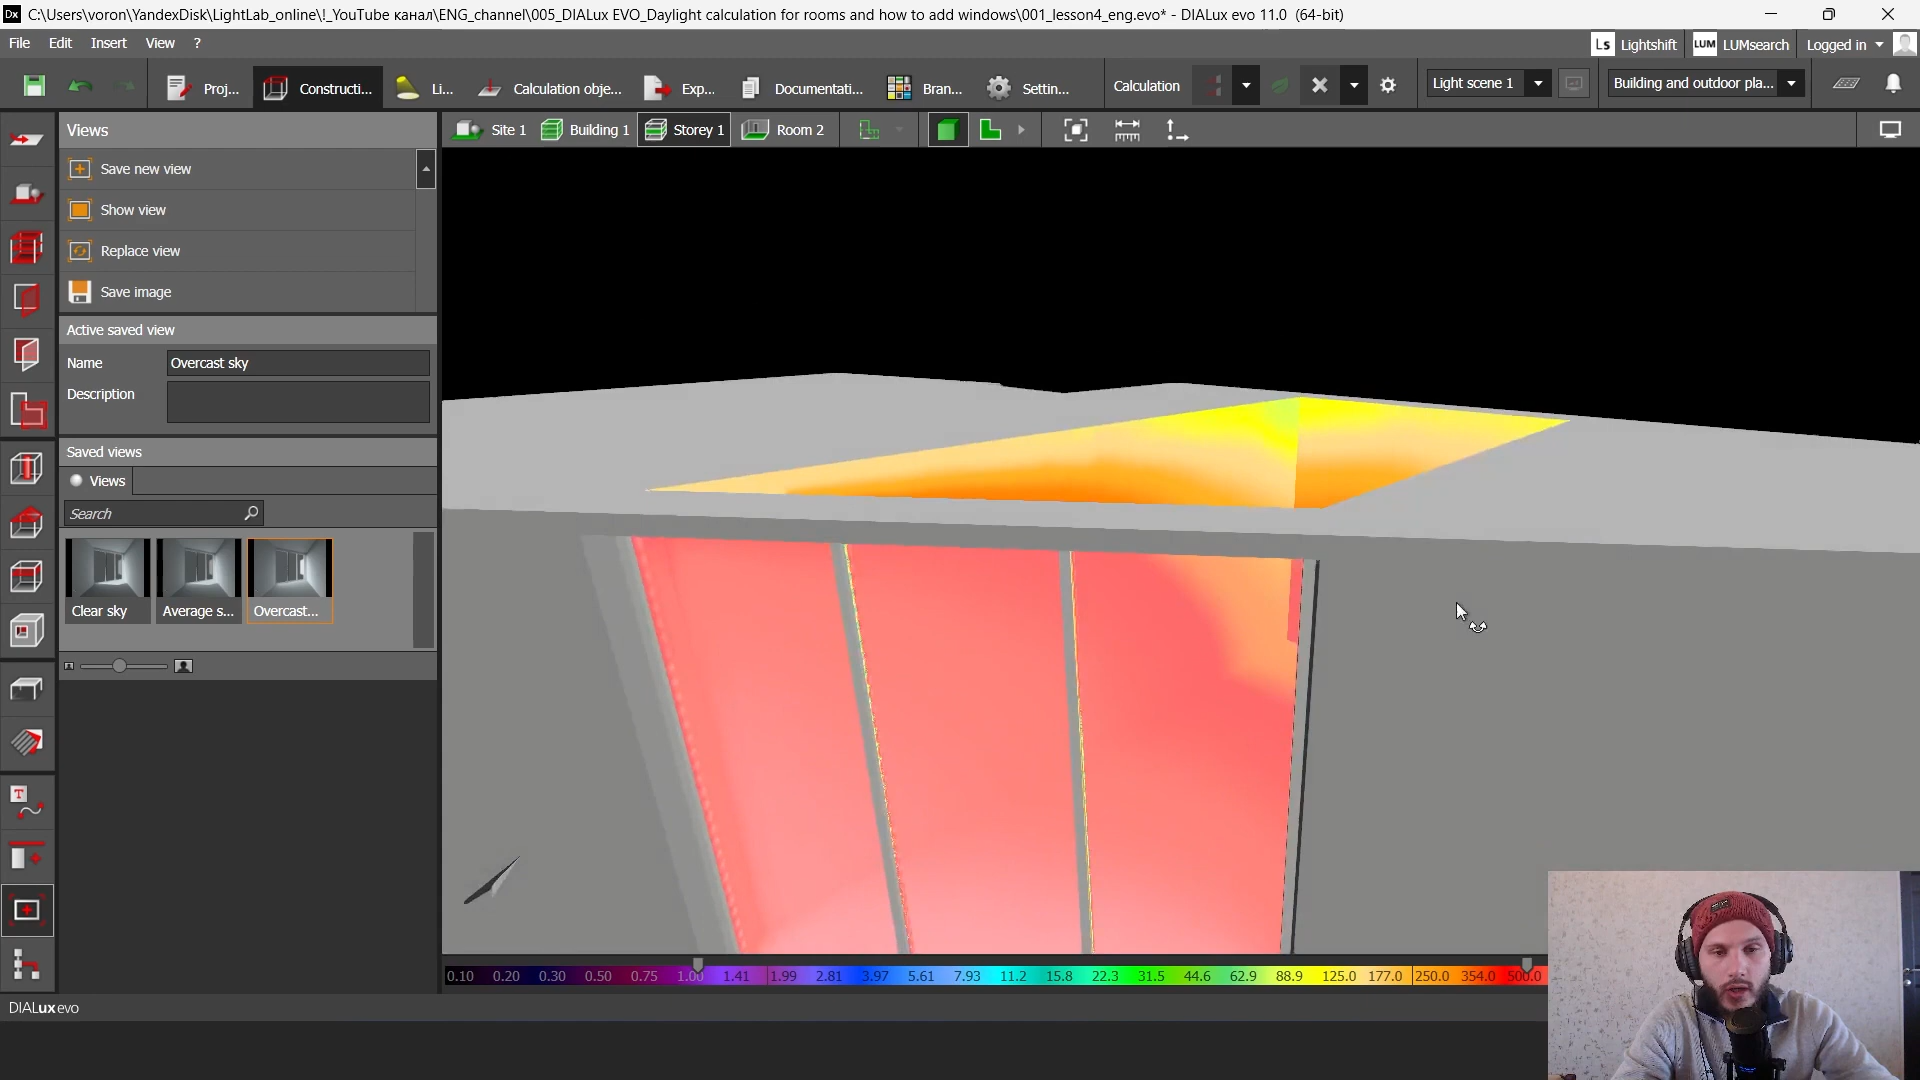 C:\Users\voron\YandexDisk\LightLab_online\!_YouTube канал\ENG_channel\005_DIALux EVO_Daylight calculation for rooms and how to add windows\001_lesson4_eng.evo* - DIALux evo 11.0 (64-bit)
File Edit Insert View ? Ls Lightshift LUM LUMsearch Logged in
Proj... Constructi... Li... Calculation obje... Exp... Documentati... Bran... Settin... Calculation Light scene 1 Building and outdoor pla...
Views Site 1 Building 1 Storey 1 Room 2
Save new view
Show view
Replace view
Save image
Active saved view
Name Overcast sky
Description
Saved views
Views
Search
Clear sky Average s... Overcast...
0.10 0.20 0.30 0.50 0.75 1.00 1.41 1.99 2.81 3.97 5.61 7.93 11.2 15.8 22.3 31.5 44.6 62.9 88.9 125.0 177.0 250.0 354.0 500.0
DIALux evo